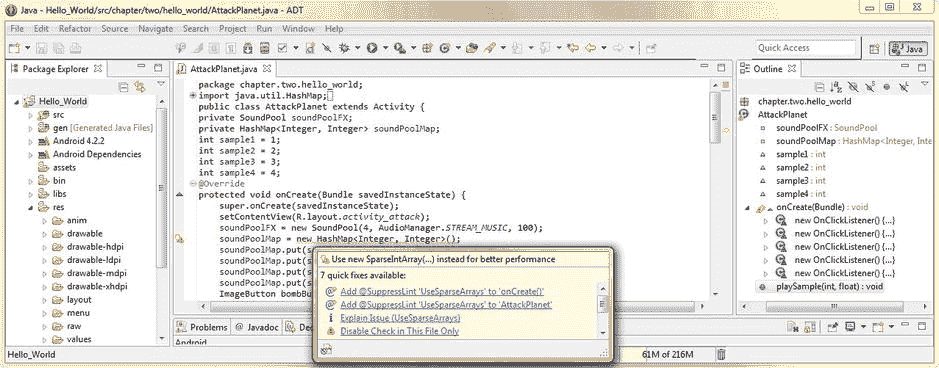 Java - Hello_World/src/chapter/two/hello_world/AttackPlanet.java - ADT
File Edit Refactor Source Navigate Search Project Run Window Help
Quick Access
Java
Package Explorer
Hello_World
src
gen [Generated Java Files]
Android 4.2.2
Android Dependencies
assets
bin
libs
res
anim
drawable
drawable-hdpi
drawable-ldpi
drawable-mdpi
drawable-xhdpi
layout
menu
raw
values
AttackPlanet.java
package chapter.two.hello_world;
import java.util.HashMap;
public class AttackPlanet extends Activity {
private SoundPool soundPoolFX;
private HashMap<Integer, Integer> soundPoolMap;
int sample1 = 1;
int sample2 = 2;
int sample3 = 3;
int sample4 = 4;
@Override
protected void onCreate(Bundle savedInstanceState) {
super.onCreate(savedInstanceState);
setContentView(R.layout.activity_attack);
soundPoolFX = new SoundPool(4, AudioManager.STREAM_MUSIC, 100);
soundPoolMap = new HashMap<Integer, Integer>();
soundPoolMap.put(s
soundPoolMap.put(s
soundPoolMap.put(s
soundPoolMap.put(s
ImageButton bombBu
Use new SparseIntArray(...) instead for better performance
7 quick fixes available:
Add @SuppressLint 'UseSparseArrays' to 'onCreate()'
Add @SuppressLint 'UseSparseArrays' to 'AttackPlanet'
Explain Issue (UseSparseArrays)
Disable Check in This File Only
Outline
chapter.two.hello_world
AttackPlanet
soundPoolFX : SoundPool
soundPoolMap : HashMap<Integer, Inte
sample1 : int
sample2 : int
sample3 : int
sample4 : int
onCreate(Bundle) : void
new OnClickListener() {...}
new OnClickListener() {...}
new OnClickListener() {...}
new OnClickListener() {...}
playSample(int, float) : void
Problems @ Javadoc Dec
Android
Hello_World
61M of 216M